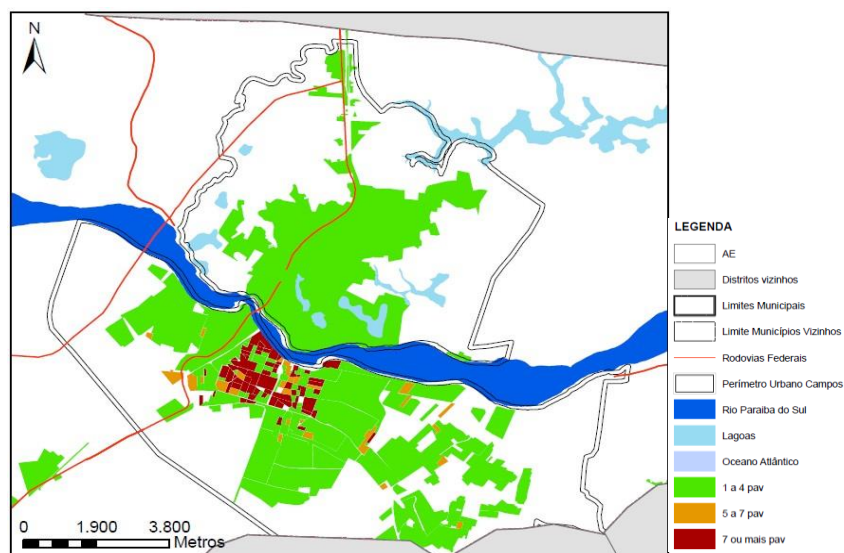 N
LEGENDA
AE
Distritos vizinhos
Limites Municipais
Limite Municípios Vizinhos
Rodovias Federais
Perímetro Urbano Campos
Rio Paraiba do Sul
Lagoas
Oceano Atlântico
1 a 4 pav
5 a 7 pav
7 ou mais pav
0 1.900 3.800
Metros